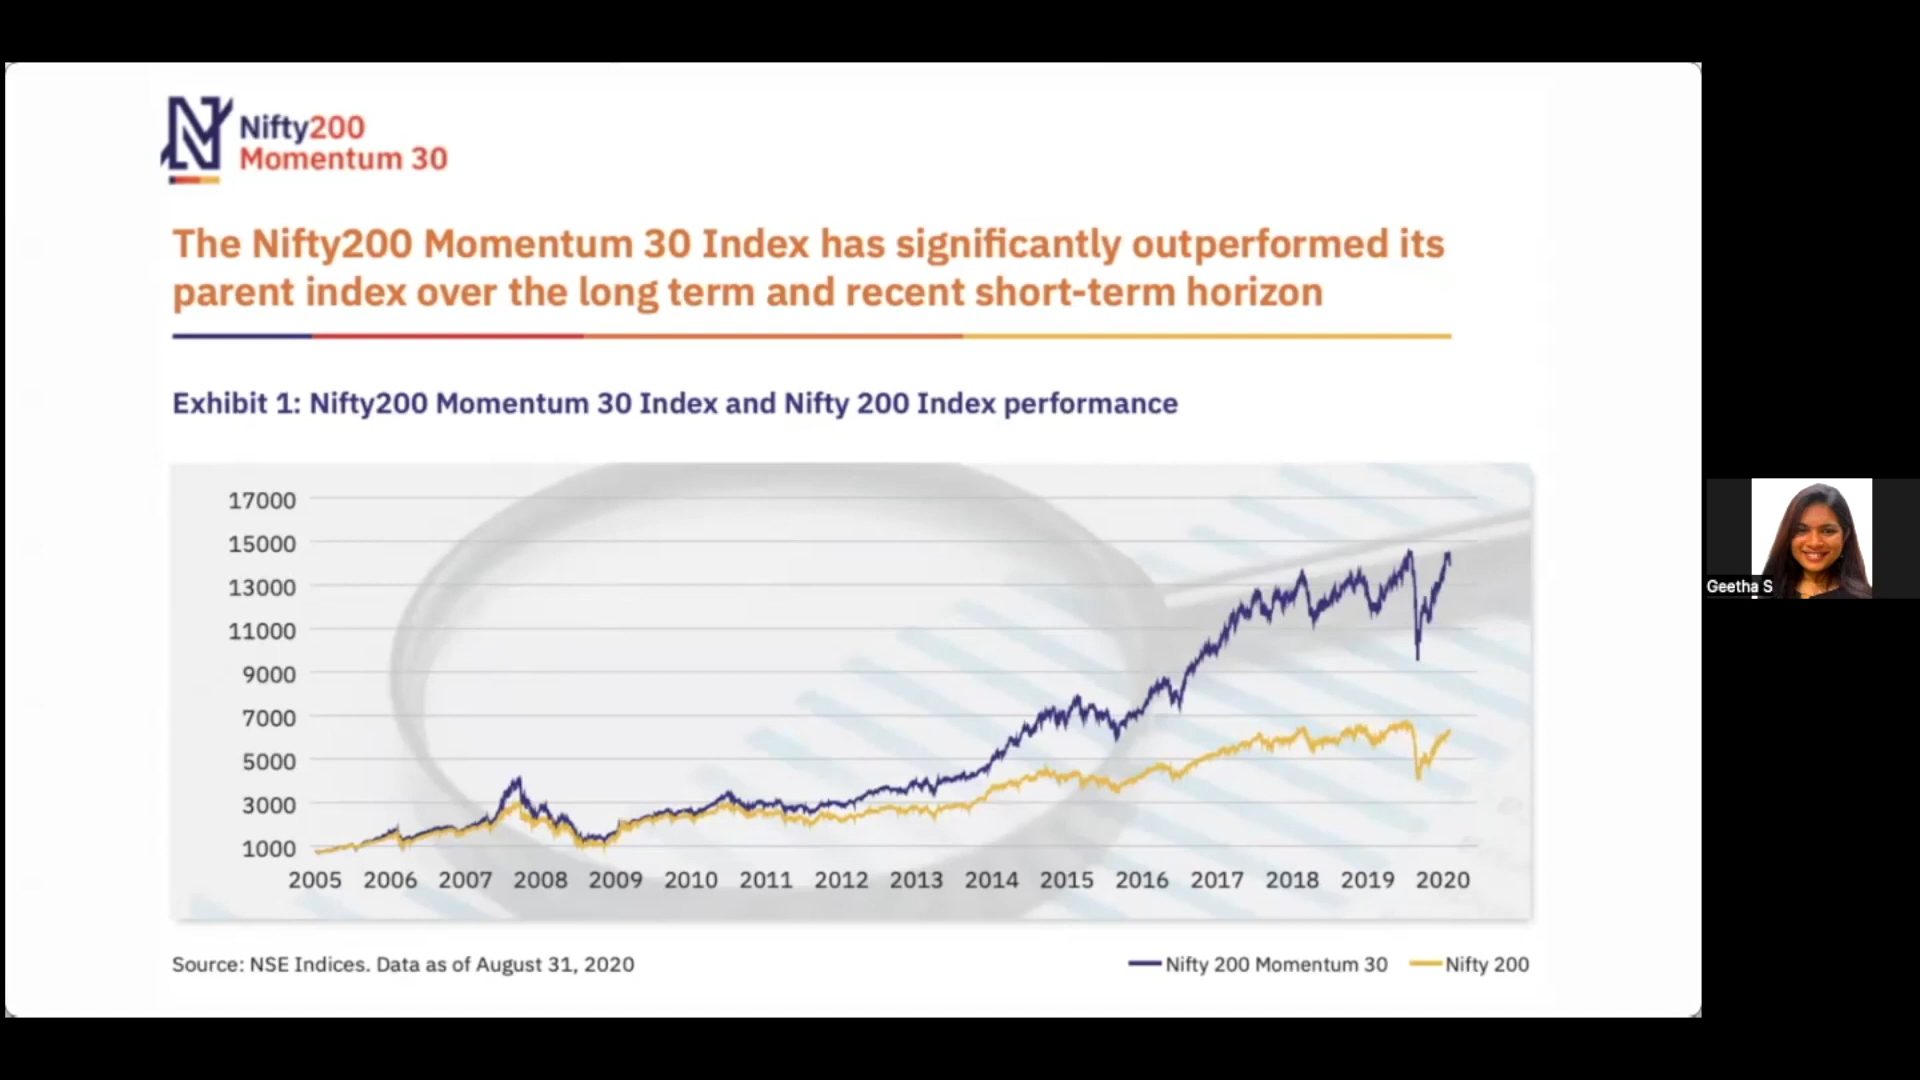 Nifty200
Momentum 30
The Nifty200 Momentum 30 Index has significantly outperformed its
parent index over the long term and recent short-term horizon
Exhibit 1: Nifty200 Momentum 30 Index and Nifty 200 Index performance
17000
15000
13000
11000
9000
7000
5000
3000
1000
2005 2006 2007 2008 2009 2010 2011 2012 2013 2014 2015 2016 2017 2018 2019 2020
Source: NSE Indices. Data as of August 31, 2020
Nifty 200 Momentum 30 Nifty 200
Geetha S